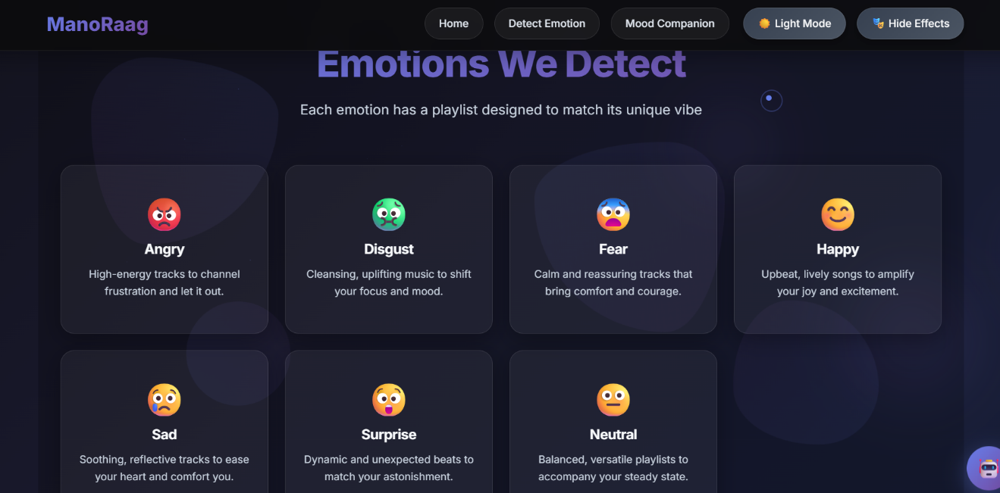 ManoRaag
Home
Detect Emotion
Mood Companion
Light Mode
Hide Effects
Emotions We Detect
Each emotion has a playlist designed to match its unique vibe
Angry
High-energy tracks to channel
frustration and let it out.
Disgust
Cleansing, uplifting music to shift
your focus and mood.
Fear
Calm and reassuring tracks that
bring comfort and courage.
Happy
Upbeat, lively songs to amplify
your joy and excitement.
Sad
Soothing, reflective tracks to ease
your heart and comfort you.
Surprise
Dynamic and unexpected beats to
match your astonishment.
Neutral
Balanced, versatile playlists to
accompany your steady state.